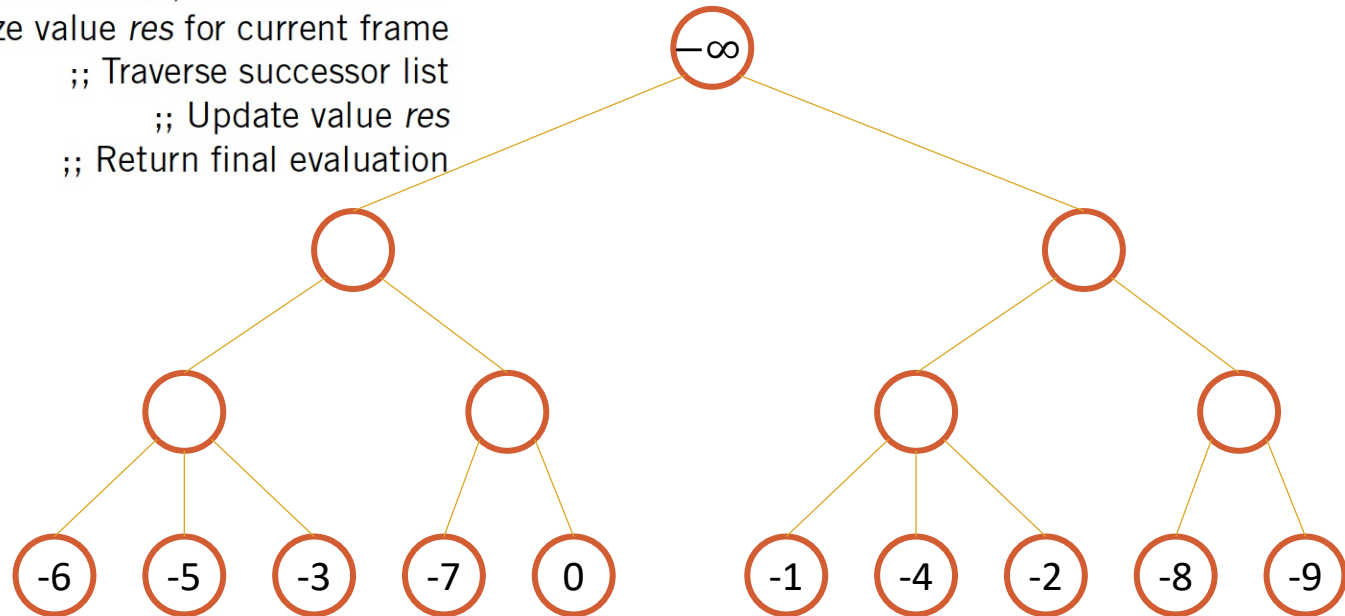 ze value res for current frame
;; Traverse successor list
;; Update value res
;; Return final evaluation
−∞
-6 -5 -3 -7 0 -1 -4 -2 -8 -9